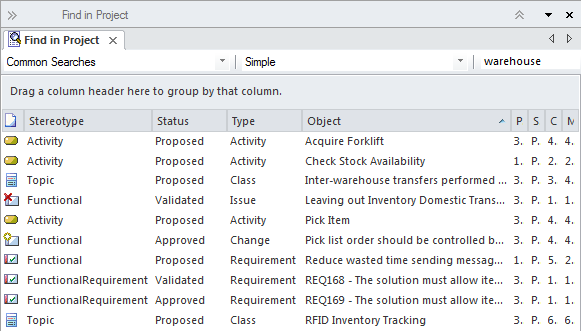 Find in Project
Find in Project
Common Searches Simple warehouse
Drag a column header here to group by that column.
Stereotype Status Type Object P S C M
Activity Proposed Activity Acquire Forklift 3. P. 4. 4.
Activity Proposed Activity Check Stock Availability 1. P. 2. 2.
Topic Proposed Class Inter-warehouse transfers performed ... 3. P. 4. 4.
Functional Validated Issue Leaving out Inventory Domestic Trans... 3. P. 1. 1.
Activity Proposed Activity Pick Item 3. P. 4. 4.
Functional Approved Change Pick list order should be controlled b... 3. P. 4. 4.
Functional Proposed Requirement Reduce wasted time sending messag... 1. P. 5. 2.
FunctionalRequirement Validated Requirement REQ168 - The solution must allow ite... 3. P. 1. 1.
FunctionalRequirement Approved Requirement REQ169 - The solution must allow ite... 3. P. 1. 1.
Topic Proposed Class RFID Inventory Tracking 3. P. 6. 6.